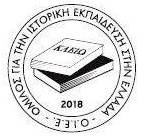 ΟΜΙΛΟΣ ΓΙΑ ΤΗΝ ΙΣΤΟΡΙΚΗ ΕΚΠΑΙΔΕΥΣΗ ΣΤΗΝ ΕΛΛΑΔΑ - Ο.Ι.Ε.Ε. -
ΚΛΕΙΩ
2018